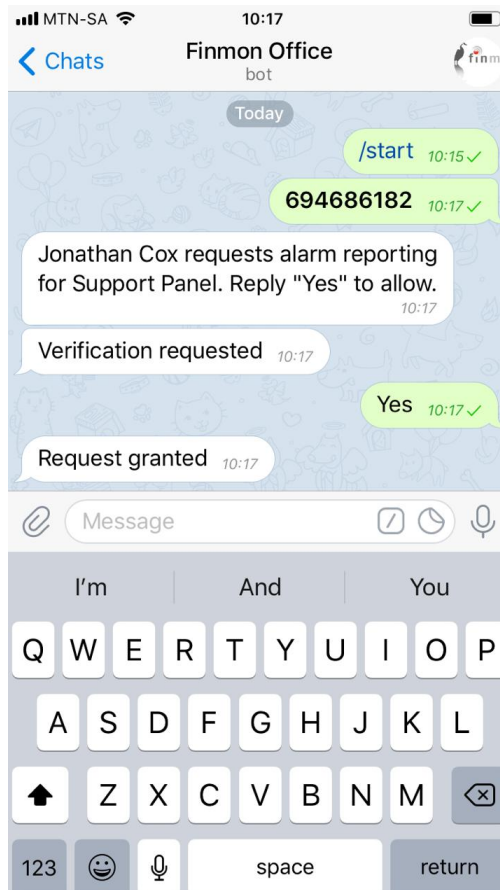 MTN-SA 10:17
Chats
Finmon Office
bot
finm
Today
/start 10:15
694686182 10:17
Jonathan Cox requests alarm reporting
for Support Panel. Reply "Yes" to allow.
10:17
Verification requested 10:17
Yes 10:17
Request granted 10:17
Message
I'm And You
Q W E R T Y U I O P
A S D F G H J K L
Z X C V B N M
123 space return